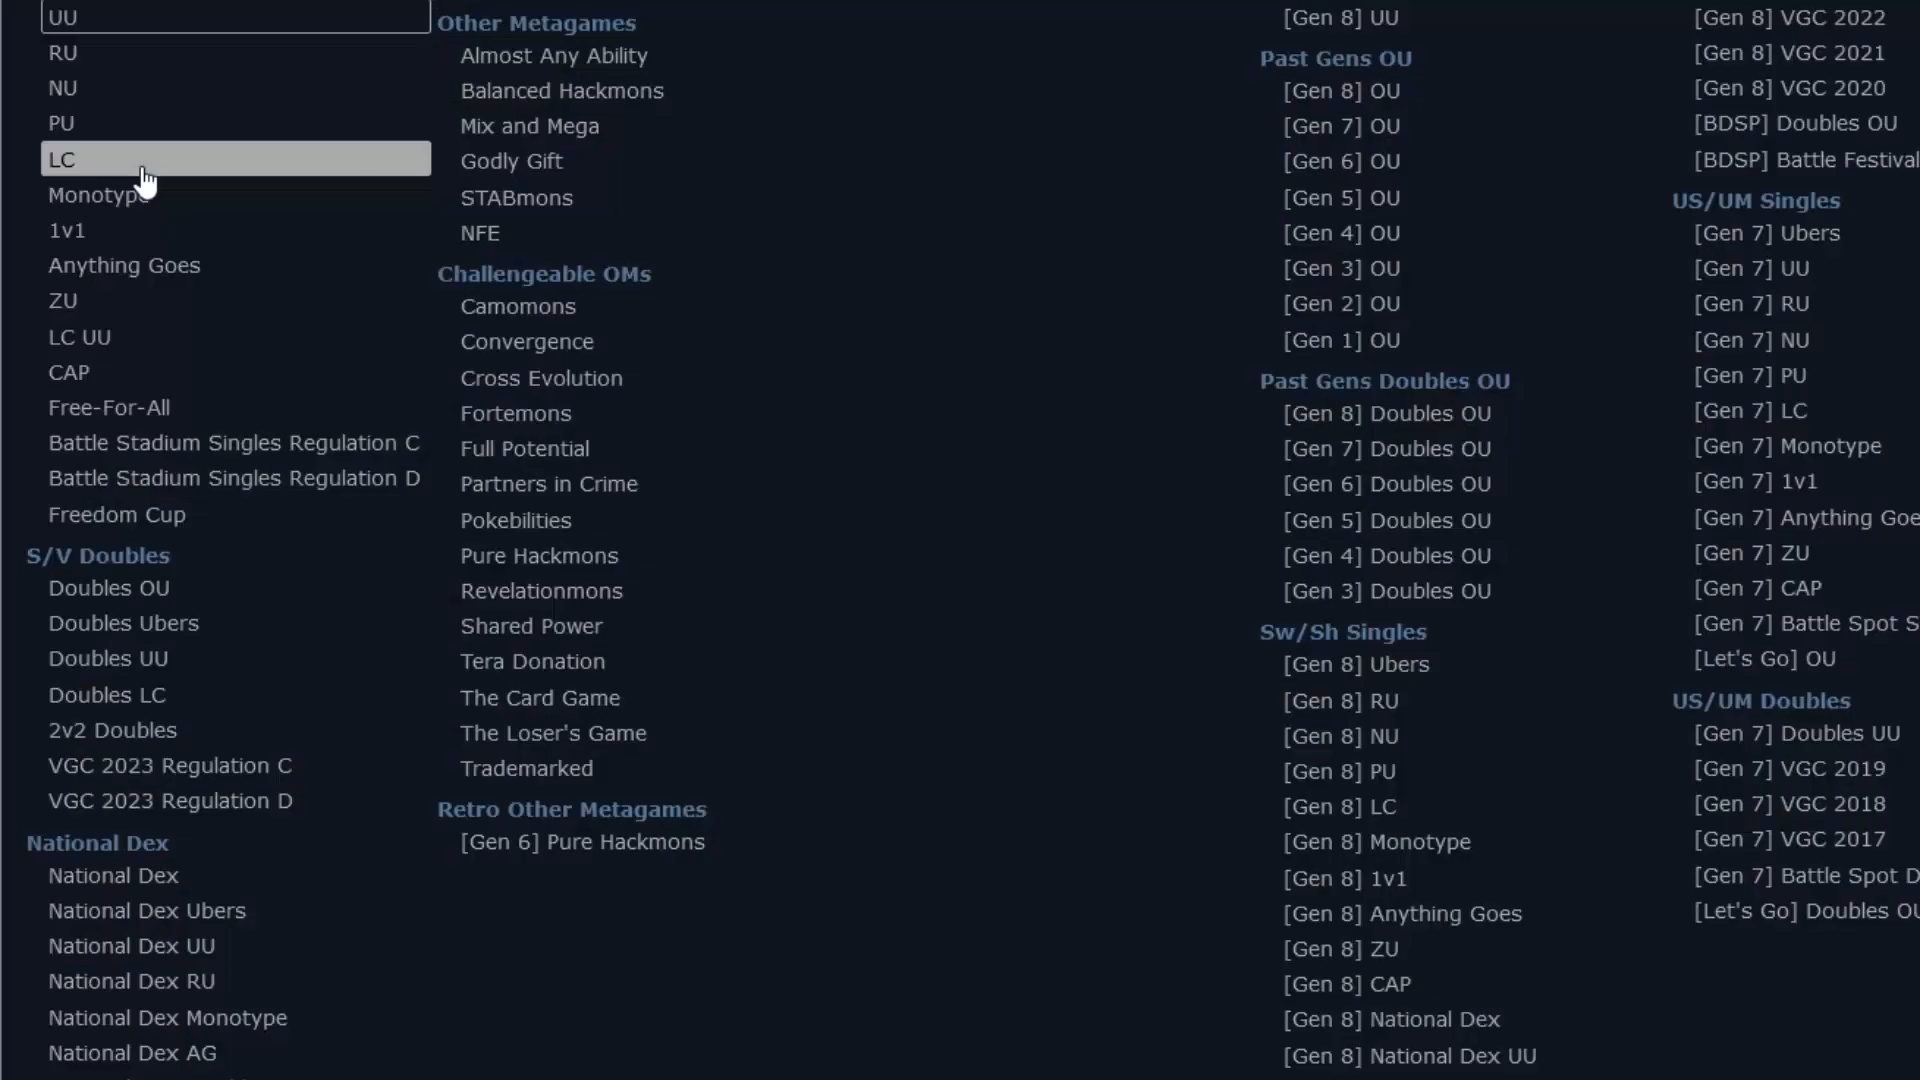 UU
RU
NU
PU
LC
Monotype
1v1
Anything Goes
ZU
LC UU
CAP
Free-For-All
Battle Stadium Singles Regulation C
Battle Stadium Singles Regulation D
Freedom Cup
S/V Doubles
Doubles OU
Doubles Ubers
Doubles UU
Doubles LC
2v2 Doubles
VGC 2023 Regulation C
VGC 2023 Regulation D
National Dex
National Dex
National Dex Ubers
National Dex UU
National Dex RU
National Dex Monotype
National Dex AG
Other Metagames
Almost Any Ability
Balanced Hackmons
Mix and Mega
Godly Gift
STABmons
NFE
Challengeable OMs
Camomons
Convergence
Cross Evolution
Fortemons
Full Potential
Partners in Crime
Pokebilities
Pure Hackmons
Revelationmons
Shared Power
Tera Donation
The Card Game
The Loser's Game
Trademarked
Retro Other Metagames
[Gen 6] Pure Hackmons
[Gen 8] UU
Past Gens OU
[Gen 8] OU
[Gen 7] OU
[Gen 6] OU
[Gen 5] OU
[Gen 4] OU
[Gen 3] OU
[Gen 2] OU
[Gen 1] OU
Past Gens Doubles OU
[Gen 8] Doubles OU
[Gen 7] Doubles OU
[Gen 6] Doubles OU
[Gen 5] Doubles OU
[Gen 4] Doubles OU
[Gen 3] Doubles OU
Sw/Sh Singles
[Gen 8] Ubers
[Gen 8] RU
[Gen 8] NU
[Gen 8] PU
[Gen 8] LC
[Gen 8] Monotype
[Gen 8] 1v1
[Gen 8] Anything Goes
[Gen 8] ZU
[Gen 8] CAP
[Gen 8] National Dex
[Gen 8] National Dex UU
[Gen 8] VGC 2022
[Gen 8] VGC 2021
[Gen 8] VGC 2020
[BDSP] Doubles OU
[BDSP] Battle Festival
US/UM Singles
[Gen 7] Ubers
[Gen 7] UU
[Gen 7] RU
[Gen 7] NU
[Gen 7] PU
[Gen 7] LC
[Gen 7] Monotype
[Gen 7] 1v1
[Gen 7] Anything Goe
[Gen 7] ZU
[Gen 7] CAP
[Gen 7] Battle Spot S
[Let's Go] OU
US/UM Doubles
[Gen 7] Doubles UU
[Gen 7] VGC 2019
[Gen 7] VGC 2018
[Gen 7] VGC 2017
[Gen 7] Battle Spot D
[Let's Go] Doubles OU